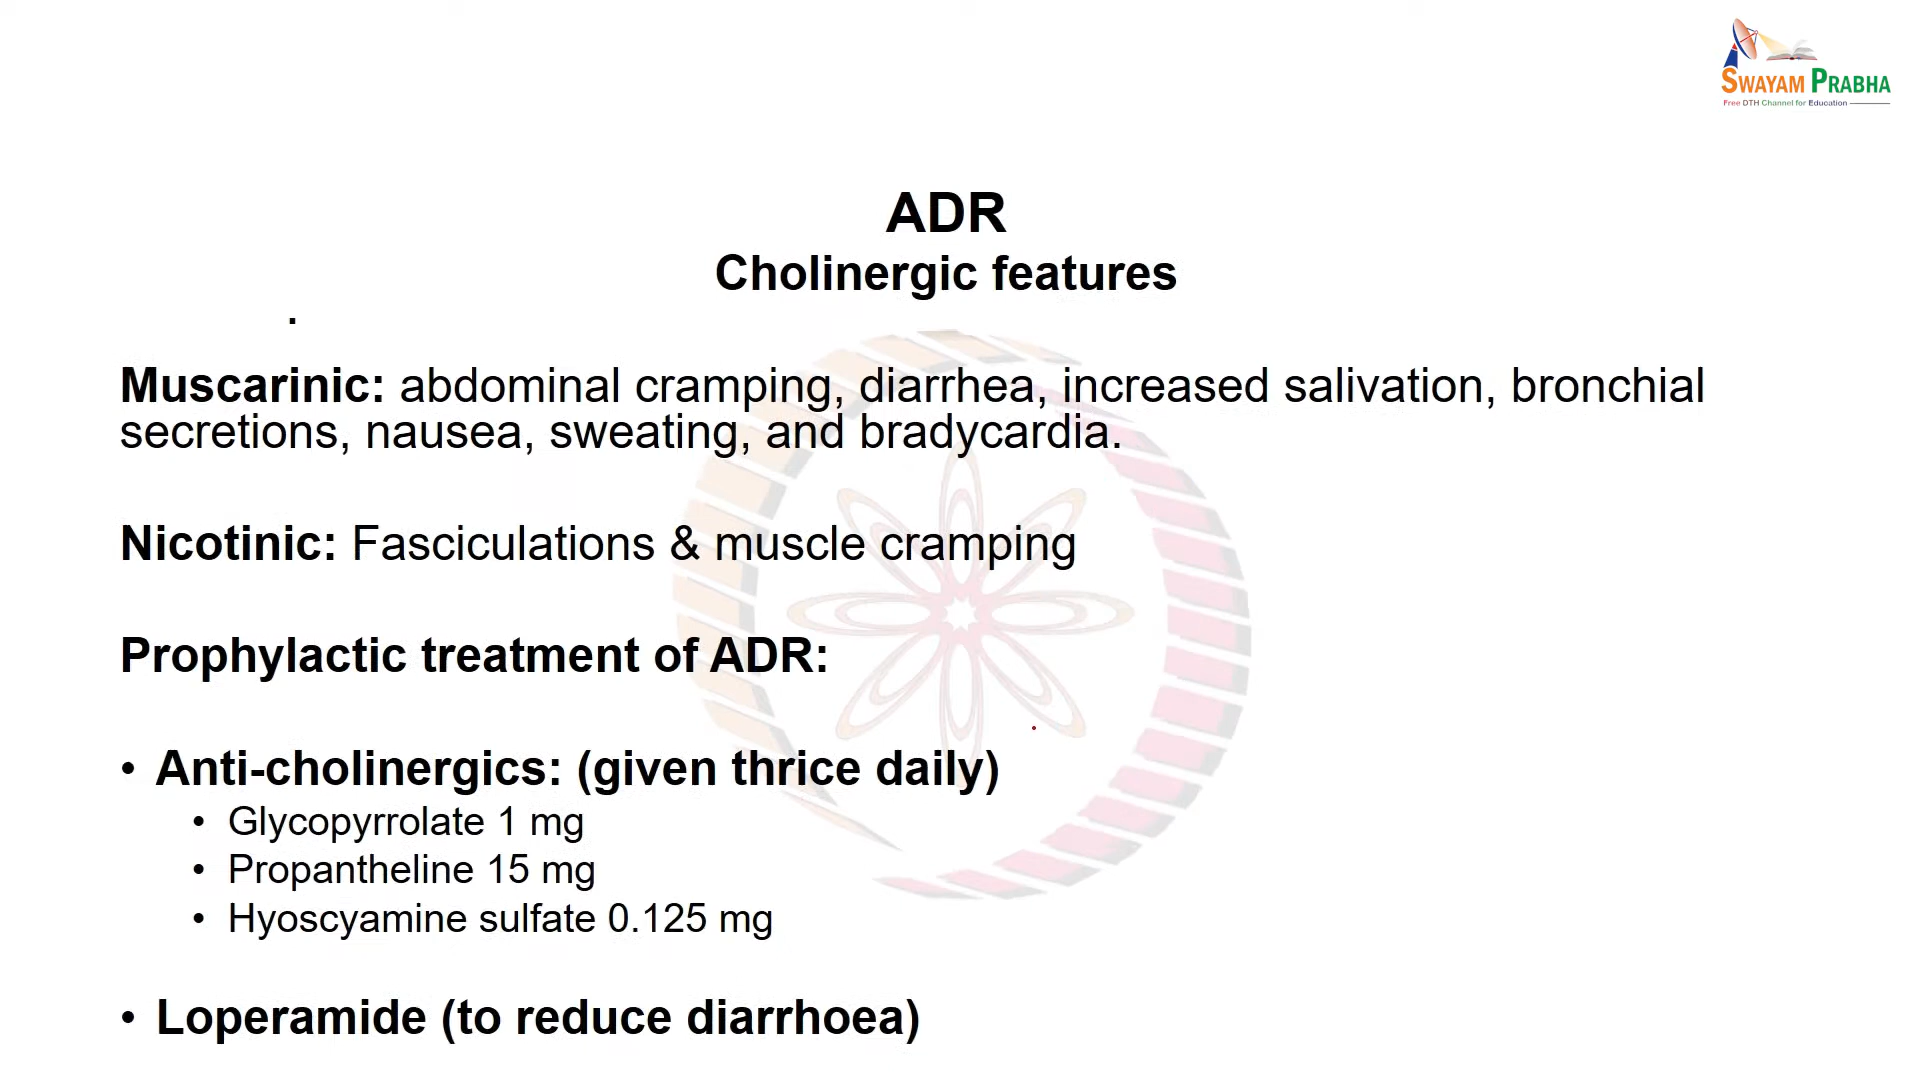 SWAYAM PRABHA
Free DTH Channel for Education
ADR
Cholinergic features
.
Muscarinic: abdominal cramping, diarrhea, increased salivation, bronchial
secretions, nausea, sweating, and bradycardia.
Nicotinic: Fasciculations & muscle cramping
Prophylactic treatment of ADR:
• Anti-cholinergics: (given thrice daily)
• Glycopyrrolate 1 mg
• Propantheline 15 mg
• Hyoscyamine sulfate 0.125 mg
• Loperamide (to reduce diarrhoea)